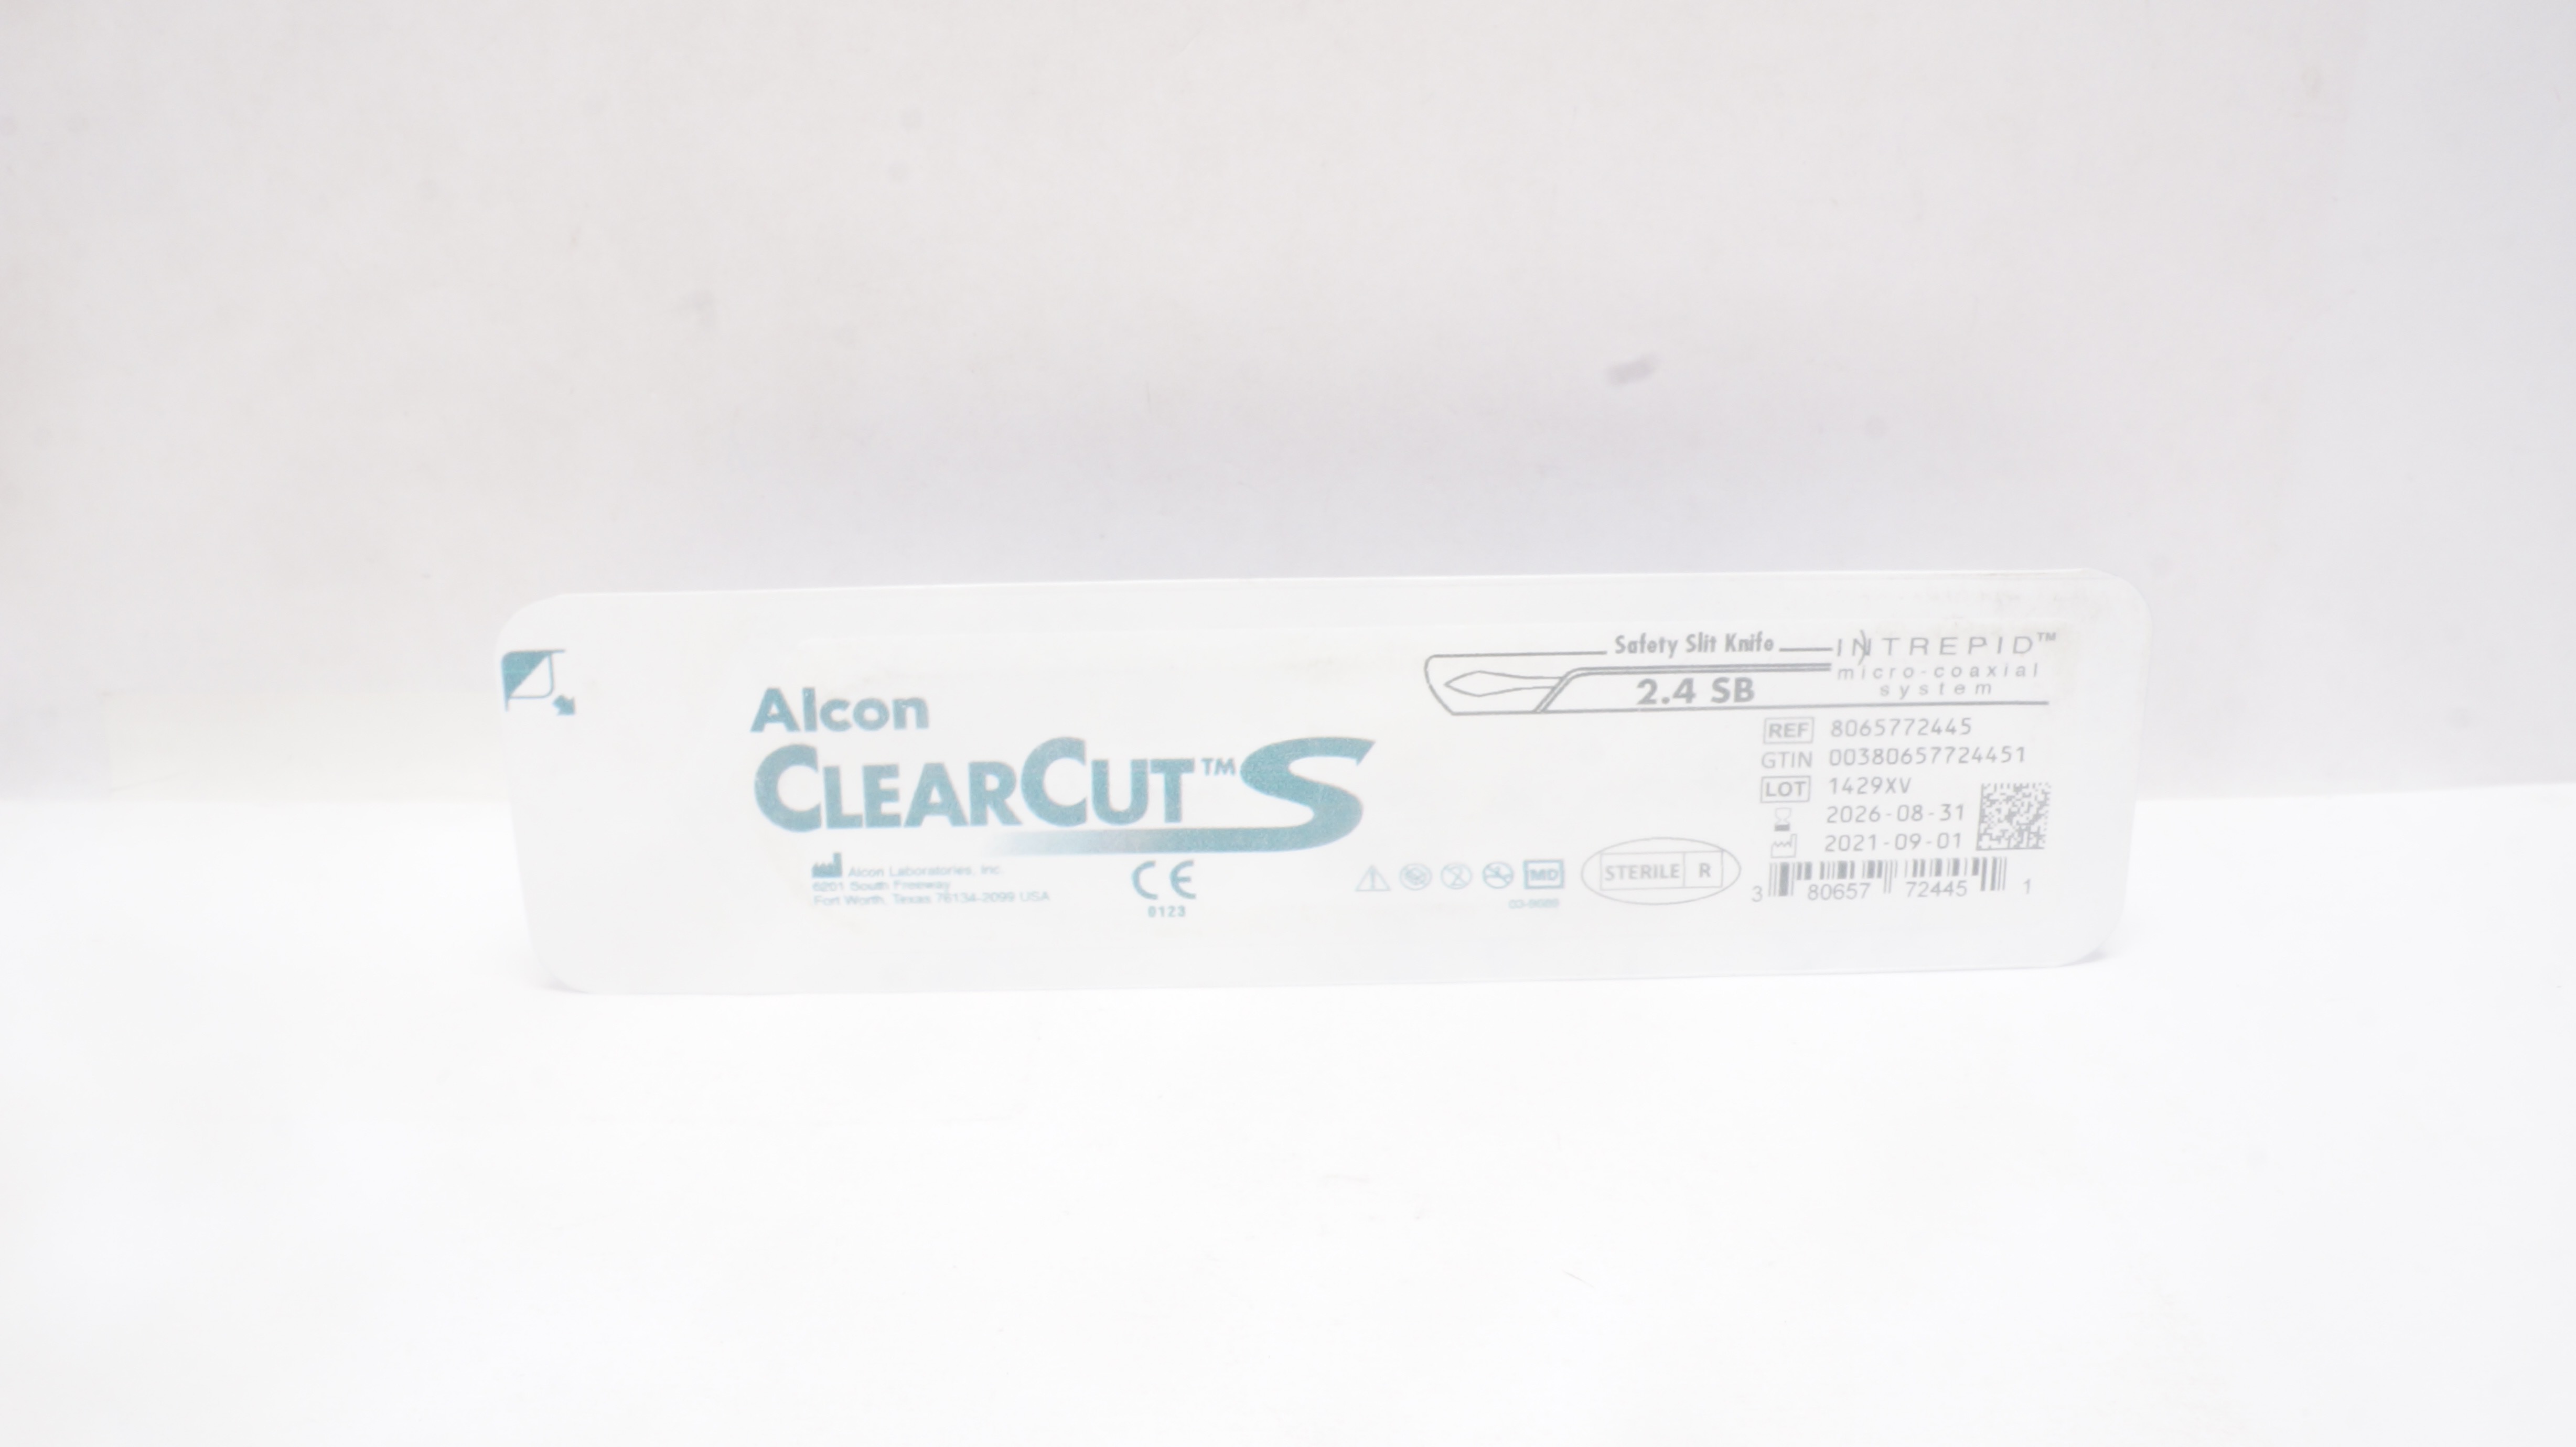 Alcon
CLEARCUT™ S
Alcon Laboratories, Inc.
6201 South Freeway
Fort Worth, Texas 76134-2099 USA
CE
0123
MD
STERILE R
Safety Slit Knife
2.4 SB
INTREPID™
micro-coaxial
system
REF 8065772445
GTIN 00380657724451
LOT 1429XV
2026-08-31
2021-09-01
3 80657 72445 1